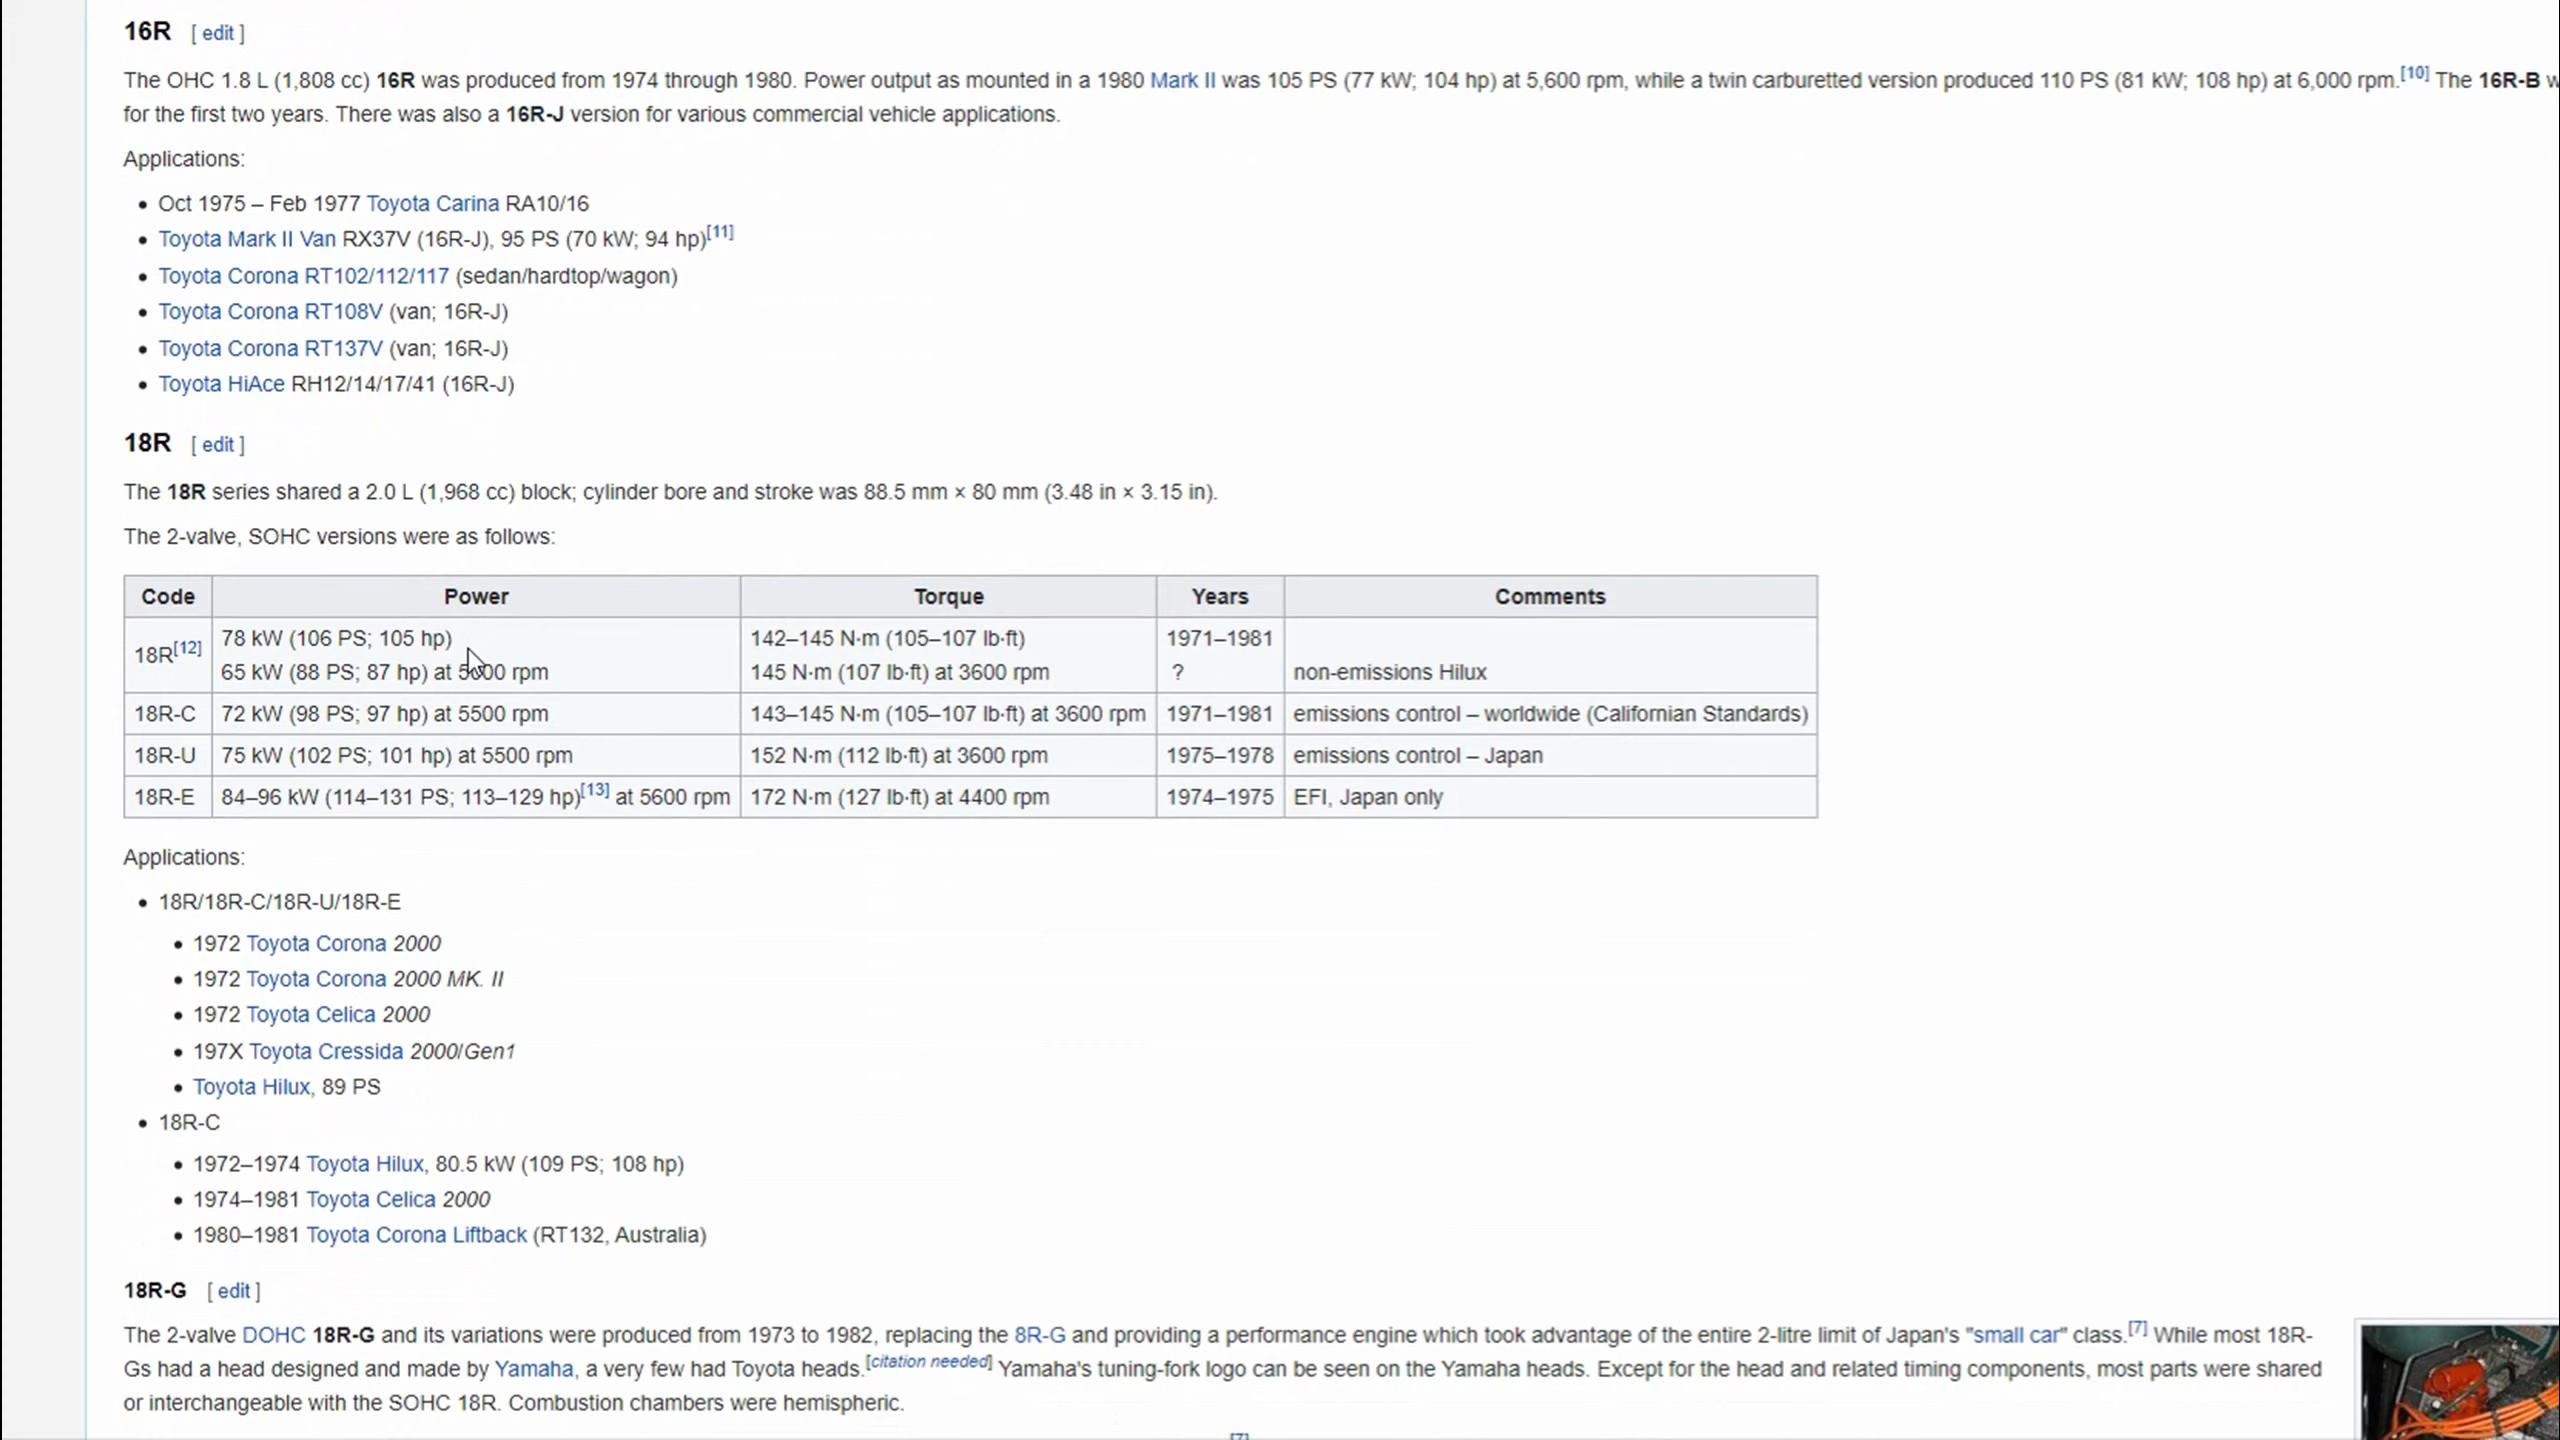 16R [ edit ]
The OHC 1.8 L (1,808 cc) 16R was produced from 1974 through 1980. Power output as mounted in a 1980 Mark II was 105 PS (77 kW; 104 hp) at 5,600 rpm, while a twin carburetted version produced 110 PS (81 kW; 108 hp) at 6,000 rpm.[10] The 16R-B
for the first two years. There was also a 16R-J version for various commercial vehicle applications.
Applications:
• Oct 1975 – Feb 1977 Toyota Carina RA10/16
• Toyota Mark II Van RX37V (16R-J), 95 PS (70 kW; 94 hp)[11]
• Toyota Corona RT102/112/117 (sedan/hardtop/wagon)
• Toyota Corona RT108V (van; 16R-J)
• Toyota Corona RT137V (van; 16R-J)
• Toyota HiAce RH12/14/17/41 (16R-J)
18R [ edit ]
The 18R series shared a 2.0 L (1,968 cc) block; cylinder bore and stroke was 88.5 mm × 80 mm (3.48 in × 3.15 in).
The 2-valve, SOHC versions were as follows:
Code Power Torque Years Comments
18R[12] 78 kW (106 PS; 105 hp) 142–145 N·m (105–107 lb·ft) 1971–1981
65 kW (88 PS; 87 hp) at rpm 145 N·m (107 lb·ft) at 3600 rpm ? non-emissions Hilux
18R-C 72 kW (98 PS; 97 hp) at 5500 rpm 143–145 N·m (105–107 lb·ft) at 3600 rpm 1971–1981 emissions control – worldwide (Californian Standards)
18R-U 75 kW (102 PS; 101 hp) at 5500 rpm 152 N·m (112 lb·ft) at 3600 rpm 1975–1978 emissions control – Japan
18R-E 84–96 kW (114–131 PS; 113–129 hp)[13] at 5600 rpm 172 N·m (127 lb·ft) at 4400 rpm 1974–1975 EFI, Japan only
Applications:
• 18R/18R-C/18R-U/18R-E
• 1972 Toyota Corona 2000
• 1972 Toyota Corona 2000 MK. II
• 1972 Toyota Celica 2000
• 197X Toyota Cressida 2000/Gen1
• Toyota Hilux, 89 PS
• 18R-C
• 1972–1974 Toyota Hilux, 80.5 kW (109 PS; 108 hp)
• 1974–1981 Toyota Celica 2000
• 1980–1981 Toyota Corona Liftback (RT132, Australia)
18R-G [ edit ]
The 2-valve DOHC 18R-G and its variations were produced from 1973 to 1982, replacing the 8R-G and providing a performance engine which took advantage of the entire 2-litre limit of Japan's "small car" class.[7] While most 18R-
Gs had a head designed and made by Yamaha, a very few had Toyota heads.[citation needed] Yamaha's tuning-fork logo can be seen on the Yamaha heads. Except for the head and related timing components, most parts were shared
or interchangeable with the SOHC 18R. Combustion chambers were hemispheric.